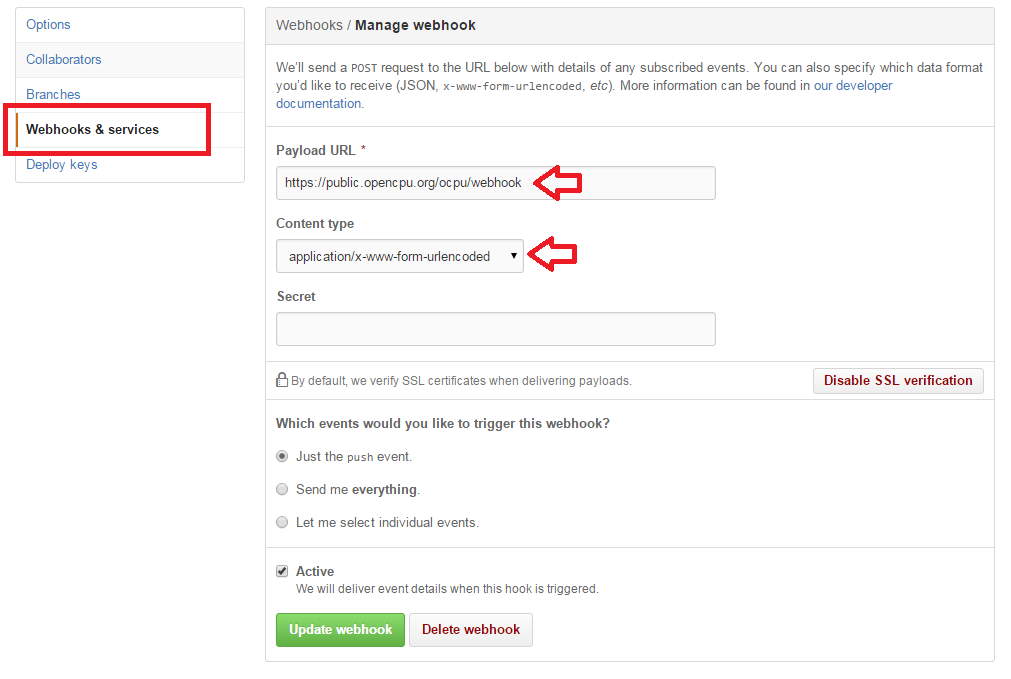 Options
Collaborators
Branches
Webhooks & services
Deploy keys
Webhooks / Manage webhook
We'll send a POST request to the URL below with details of any subscribed events. You can also specify which data format
you'd like to receive (JSON, x-www-form-urlencoded, etc). More information can be found in our developer
documentation.
Payload URL *
https://public.opencpu.org/ocpu/webhook
Content type
application/x-www-form-urlencoded
Secret
By default, we verify SSL certificates when delivering payloads.
Disable SSL verification
Which events would you like to trigger this webhook?
Just the push event.
Send me everything.
Let me select individual events.
Active
We will deliver event details when this hook is triggered.
Update webhook
Delete webhook